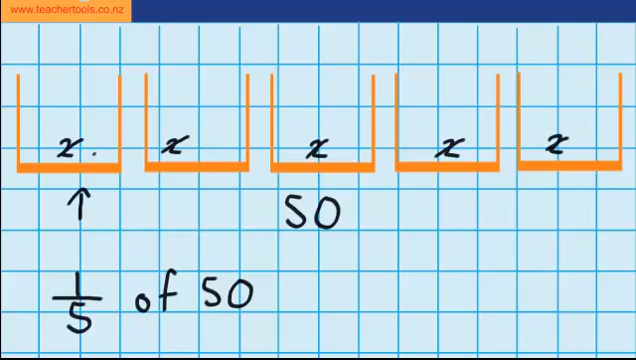 www.teachertools.co.nz
x. x x x x
↑
50
1/5 of 50